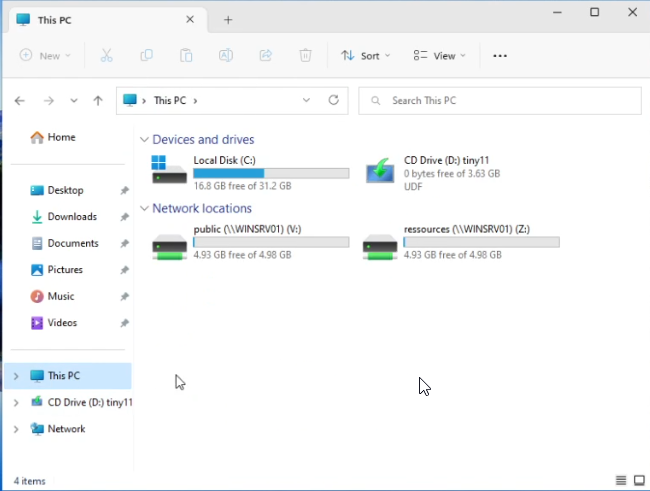 This PC
New
Sort
View
This PC
Search This PC
Home
Desktop
Downloads
Documents
Pictures
Music
Videos
This PC
CD Drive (D:) tiny11
Network
Devices and drives
Local Disk (C:)
16.8 GB free of 31.2 GB
CD Drive (D:) tiny11
0 bytes free of 3.63 GB
UDF
Network locations
public (\\WINSRV01) (V:)
4.93 GB free of 4.98 GB
ressources (\\WINSRV01) (Z:)
4.93 GB free of 4.98 GB
4 items